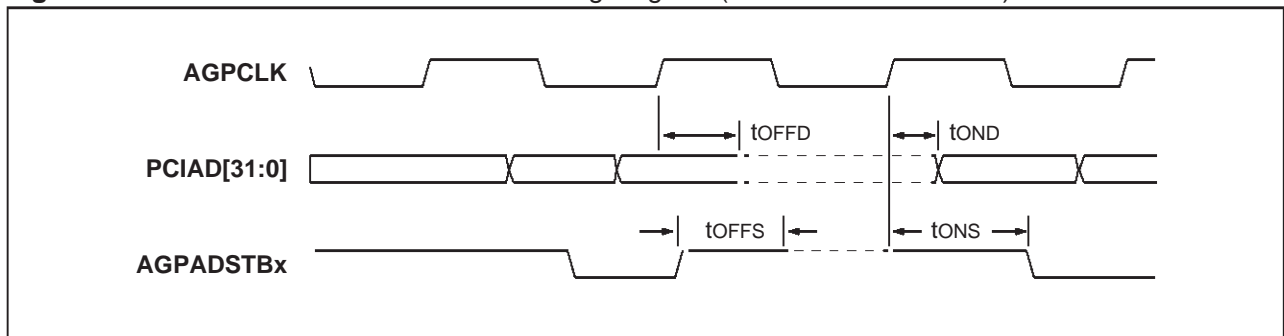 AGPCLK
tOFFD
tOND
PCIAD[31:0]
tOFFS
tONS
AGPADSTBx